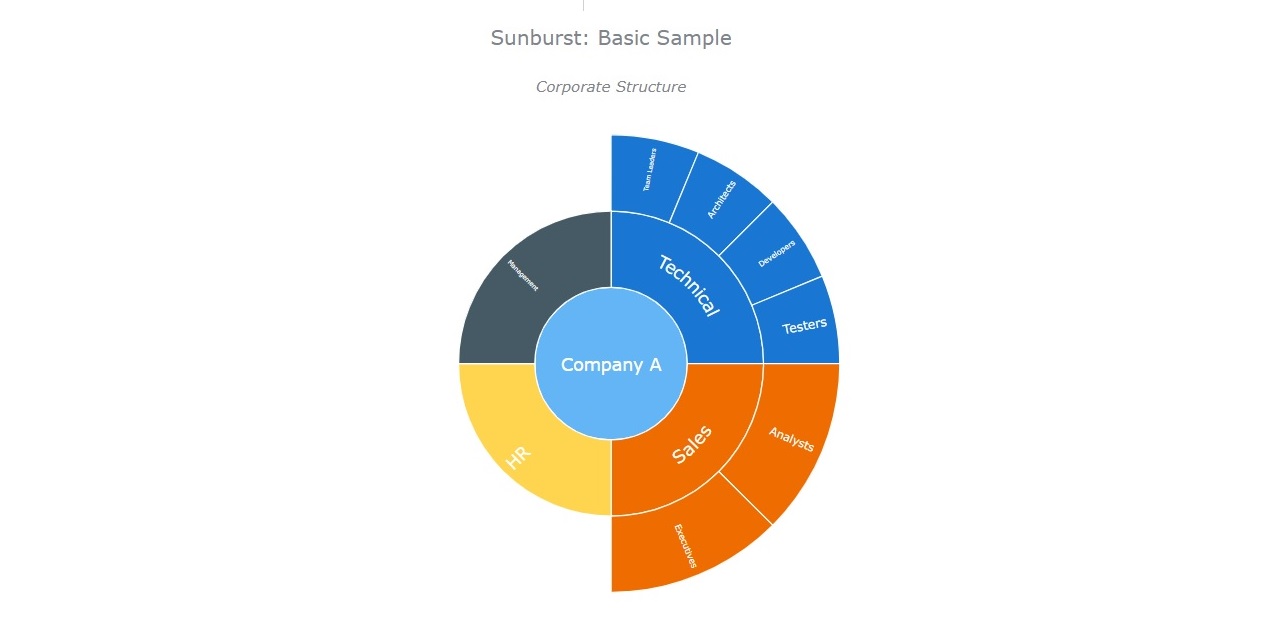 Sunburst: Basic Sample
Corporate Structure
Team Leaders
Architects
Developers
Testers
Technical
Management
Company A
HR
Sales
Analysts
Executives